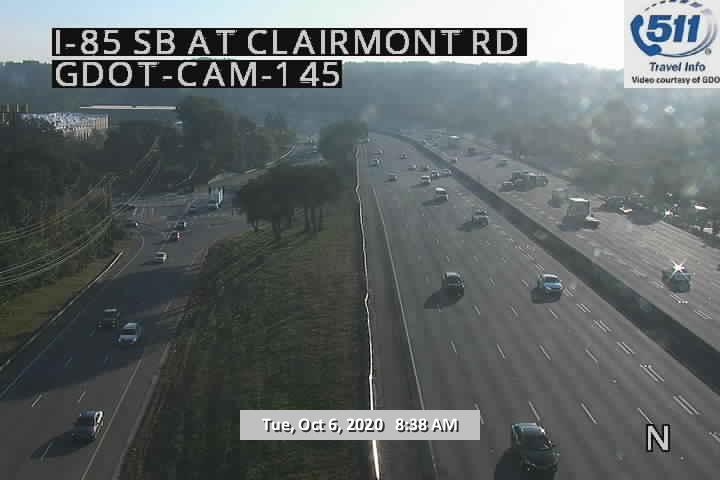 I-85 SB AT CLAIRMONT RD
GDOT-CAM-145
511
Travel Info
Video courtesy of GDO
Tue, Oct 6, 2020 8:38 AM
N